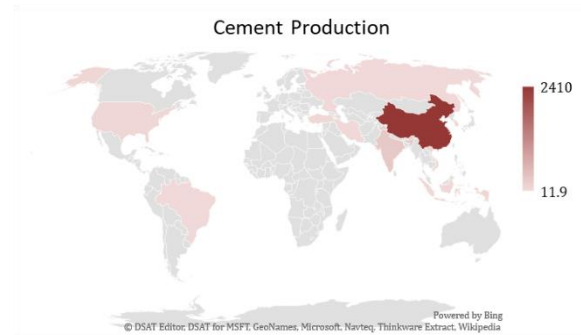 Cement Production
2410
11.9
Powered by Bing
© DSAT Editor, DSAT for MSFT, GeoNames, Microsoft, Navteq, Thinkware Extract, Wikipedia